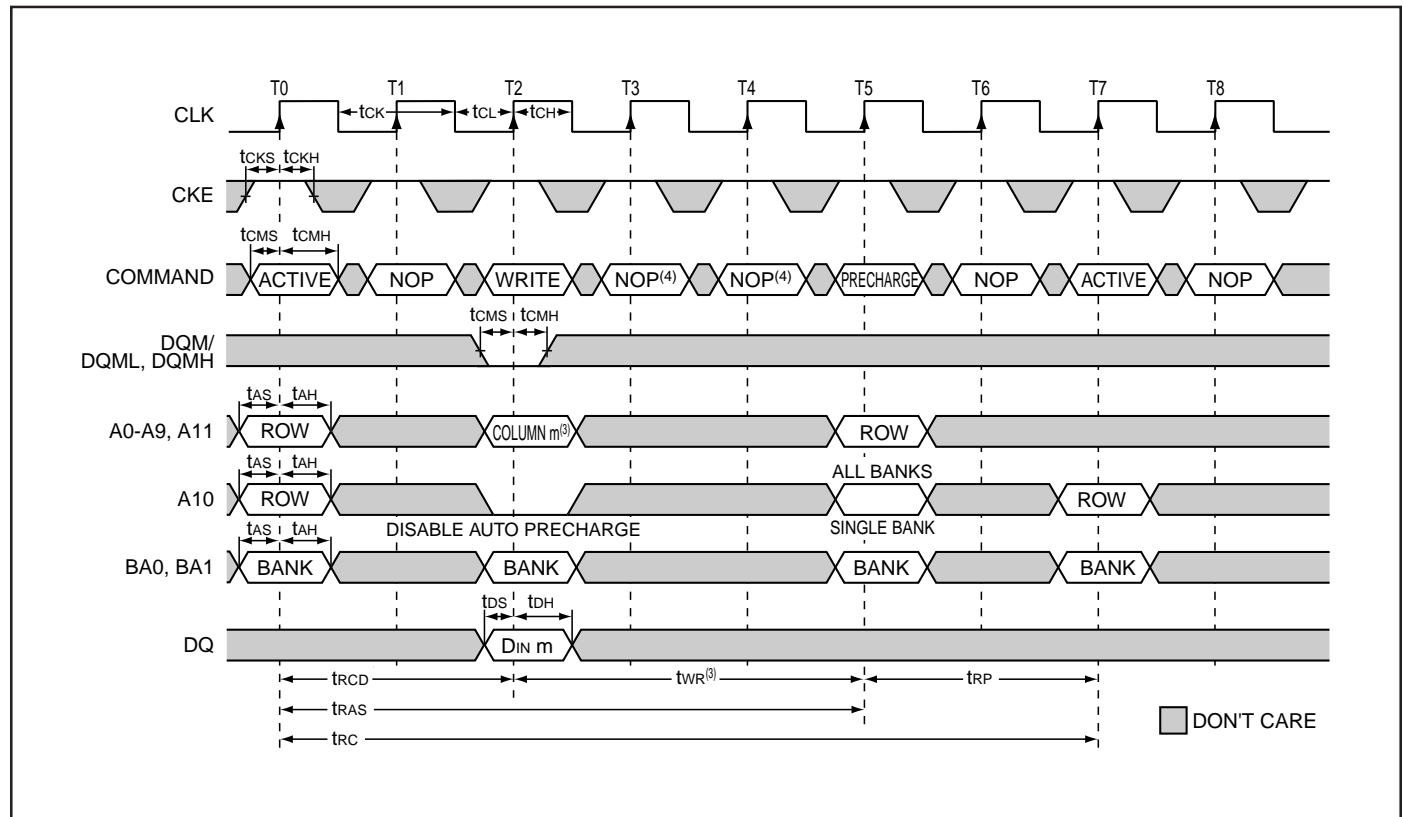 T0 T1 T2 T3 T4 T5 T6 T7 T8
CLK tCK tCL tCH
tCKS tCKH
CKE
tCMS tCMH
COMMAND ACTIVE NOP WRITE NOP(4) NOP(4) PRECHARGE NOP ACTIVE NOP
tCMS tCMH
DQM/
DQML, DQMH
tAS tAH
A0-A9, A11 ROW COLUMN m(3) ROW
tAS tAH ALL BANKS
A10 ROW ROW
tAS tAH DISABLE AUTO PRECHARGE SINGLE BANK
BA0, BA1 BANK BANK BANK BANK
tDS tDH
DQ DIN m
tRCD tWR(3) tRP
tRAS
DON'T CARE
tRC